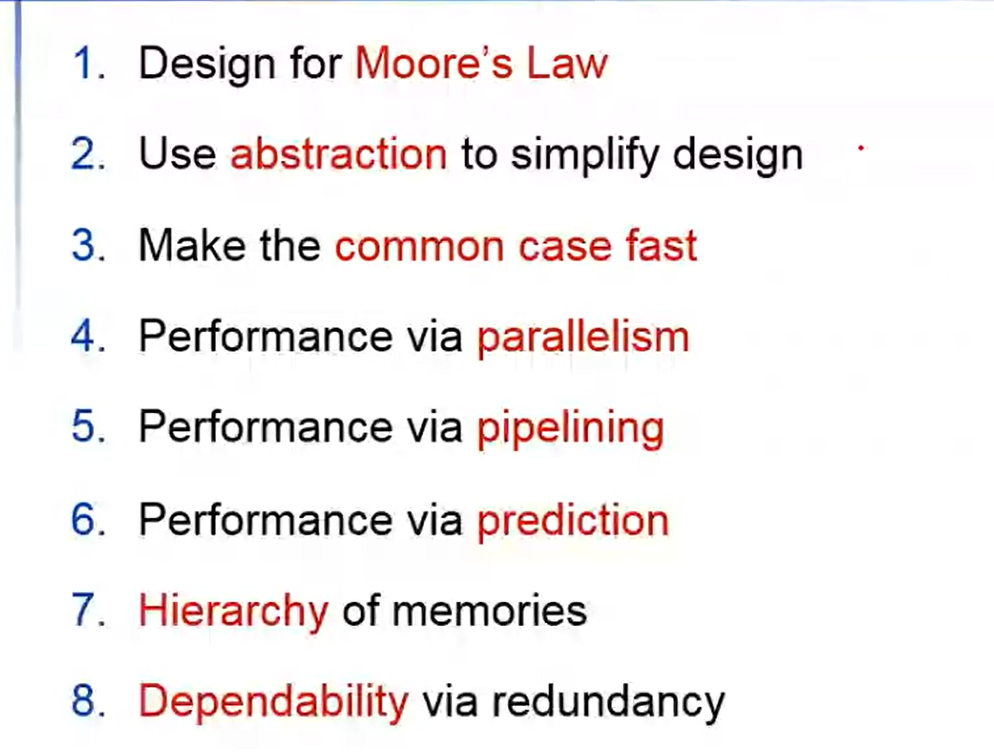 1. Design for Moore's Law
2. Use abstraction to simplify design
3. Make the common case fast
4. Performance via parallelism
5. Performance via pipelining
6. Performance via prediction
7. Hierarchy of memories
8. Dependability via redundancy